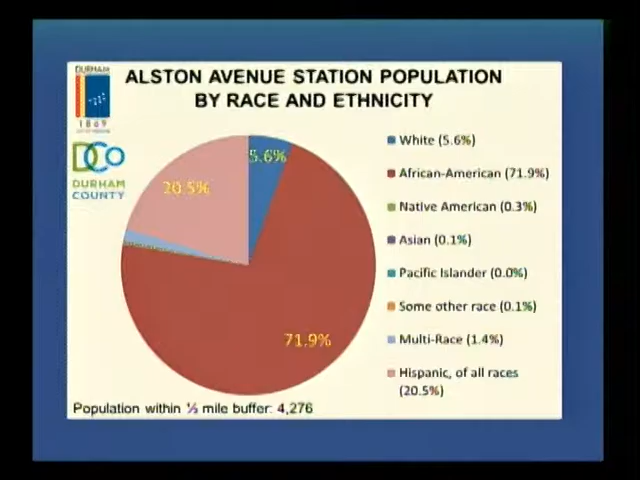 DURHAM
1869
DCO
DURHAM
COUNTY
ALSTON AVENUE STATION POPULATION
BY RACE AND ETHNICITY
5.6%
20.5%
71.9%
White (5.6%)
African-American (71.9%)
Native American (0.3%)
Asian (0.1%)
Pacific Islander (0.0%)
Some other race (0.1%)
Multi-Race (1.4%)
Hispanic, of all races
(20.5%)
Population within ½ mile buffer: 4,276